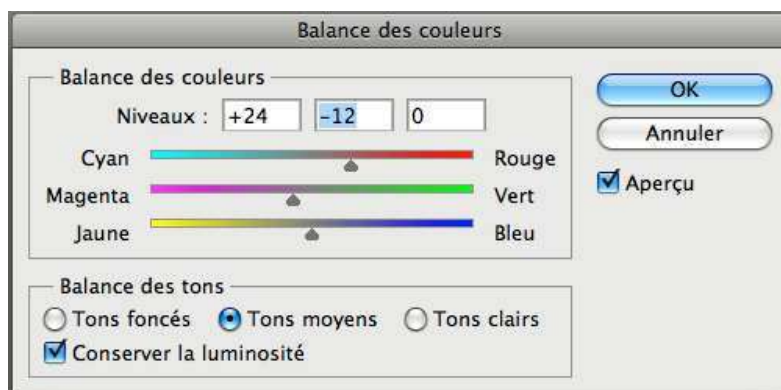 Balance des couleurs
Balance des couleurs
Niveaux : +24 -12 0
Cyan Rouge
Magenta Vert
Jaune Bleu
OK
Annuler
Aperçu
Balance des tons
Tons foncés Tons moyens Tons clairs
Conserver la luminosité